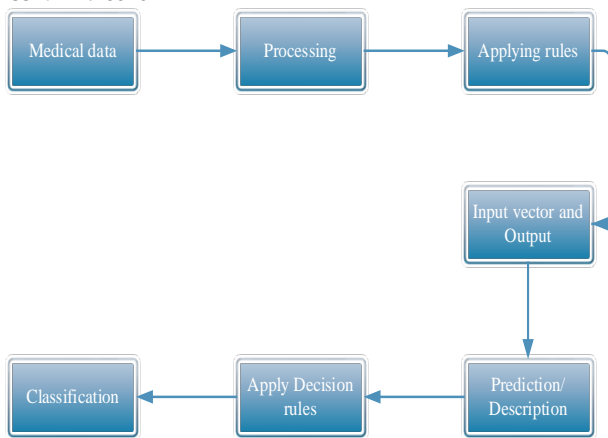 Medical data
Processing
Applying rules
Input vector and
Output
Prediction/
Description
Apply Decision
rules
Classification